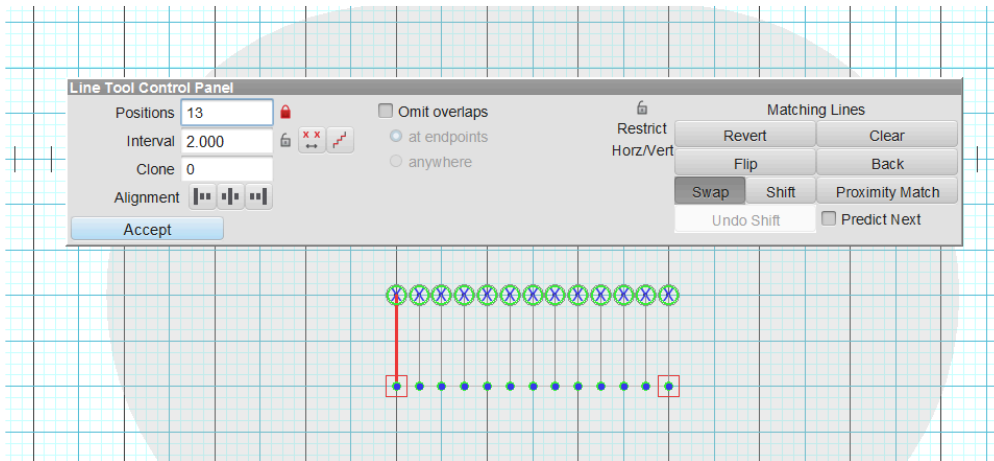 Line Tool Control Panel
Positions 13
Interval 2.000
Clone 0
Alignment
Accept
Omit overlaps
at endpoints
anywhere
Restrict
Horz/Vert
Matching Lines
Revert Clear
Flip Back
Swap Shift Proximity Match
Undo Shift Predict Next